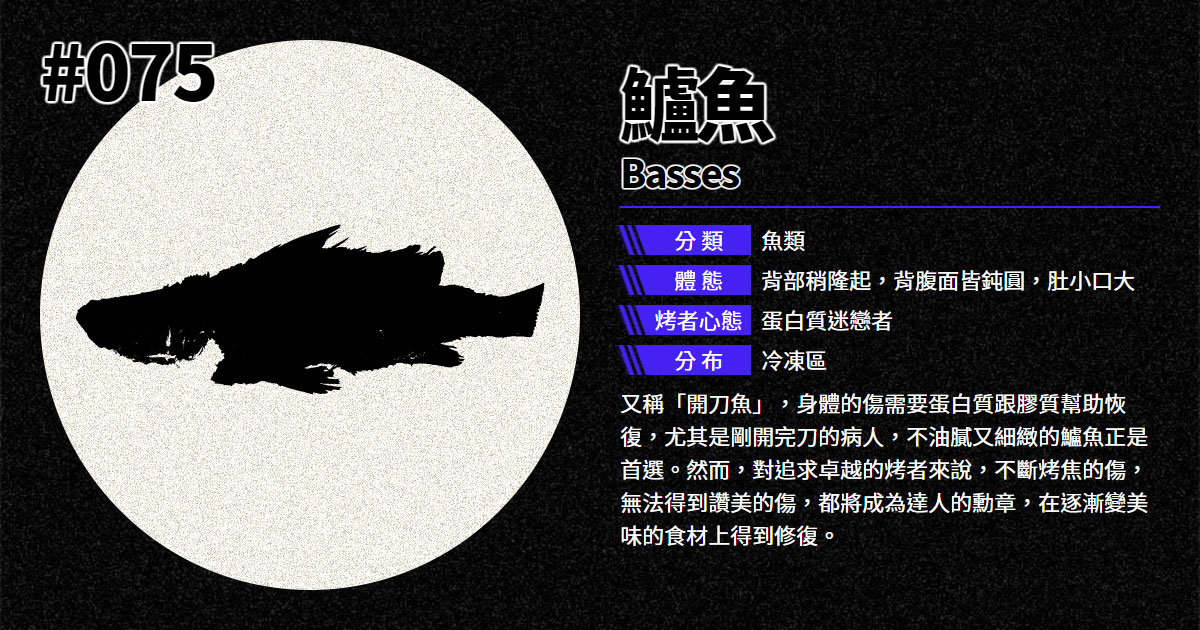 #075
鱸魚
Basses
分類 魚類
體態 背部稍隆起，背腹面皆鈍圓，肚小口大
烤者心態 蛋白質迷戀者
分布 冷凍區
又稱「開刀魚」，身體的傷需要蛋白質跟膠質幫助恢
復，尤其是剛開完刀的病人，不油膩又細緻的鱸魚正是
首選。然而，對追求卓越的烤者來說，不斷烤焦的傷，
無法得到讚美的傷，都將成為達人的勳章，在逐漸變美
味的食材上得到修復。